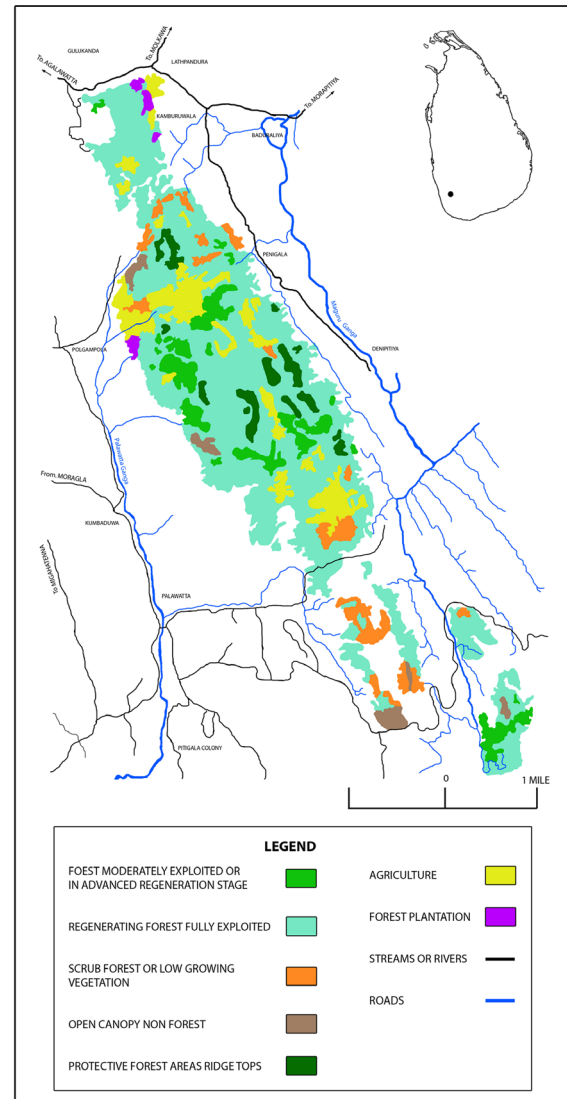 GULUKANDA
To. MOLKAWA
LATHPANDURA
To. AGALAWATTA
To. MORAPITIYA
KAMBURUWALA
BADURALIYA
PENIGALA
Maguru Ganga
DENIPITIYA
POLGAMPOLA
Palawatta Ganga
From. MORAGLA
KUMBADUWA
To MIGAHATENNA
PALAWATTA
PITIGALA COLONY
0
1 MILE
LEGEND
FOEST MODERATELY EXPLOITED OR
IN ADVANCED REGENERATION STAGE
REGENERATING FOREST FULLY EXPLOITED
SCRUB FOREST OR LOW GROWING
VEGETATION
OPEN CANOPY NON FOREST
PROTECTIVE FOREST AREAS RIDGE TOPS
AGRICULTURE
FOREST PLANTATION
STREAMS OR RIVERS
ROADS